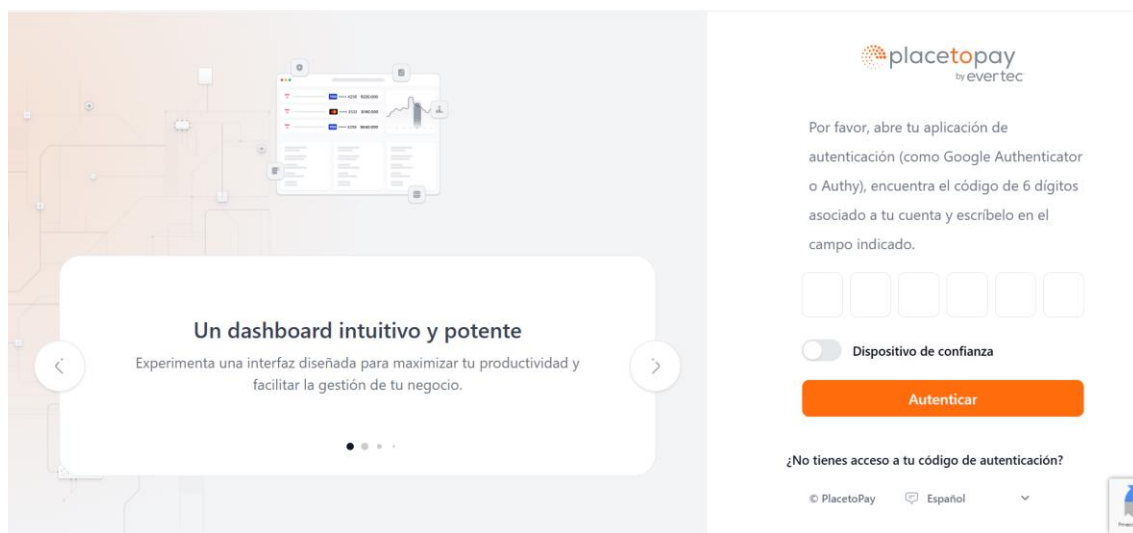 placetopay
by evertec
Por favor, abre tu aplicación de
autenticación (como Google Authenticator
o Authy), encuentra el código de 6 dígitos
asociado a tu cuenta y escríbelo en el
campo indicado.
Dispositivo de confianza
Autenticar
¿No tienes acceso a tu código de autenticación?
© PlacetoPay Español
Un dashboard intuitivo y potente
Experimenta una interfaz diseñada para maximizar tu productividad y
facilitar la gestión de tu negocio.